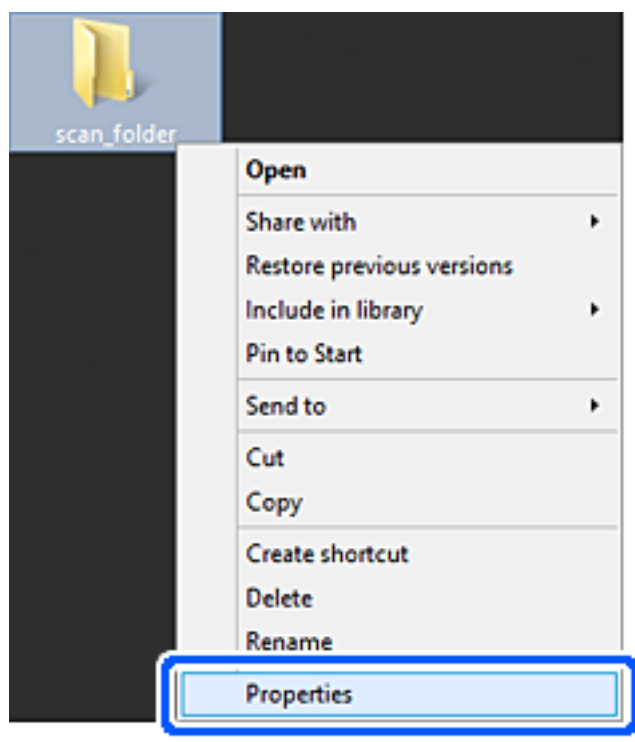 scan_folder
Open
Share with
Restore previous versions
Include in library
Pin to Start
Send to
Cut
Copy
Create shortcut
Delete
Rename
Properties